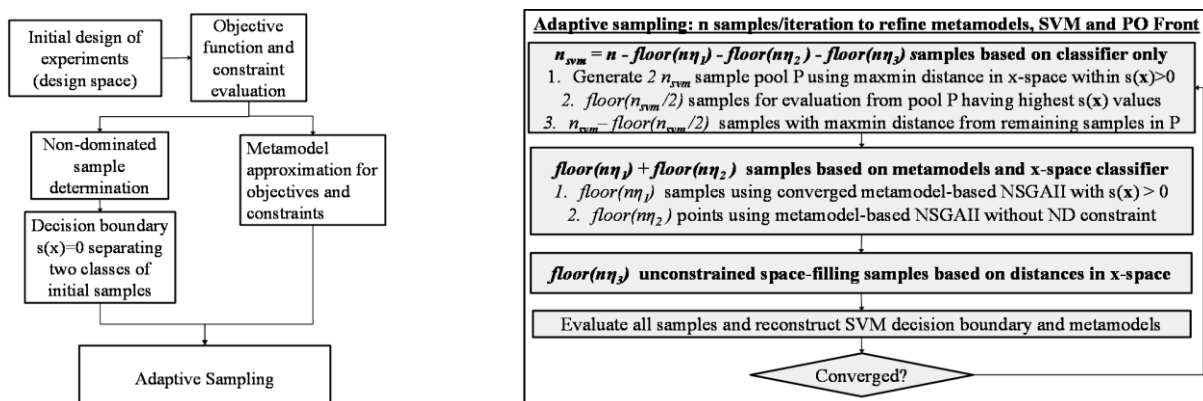 Initial design of
experiments
(design space)
Objective
function and
constraint
evaluation
Non-dominated
sample
determination
Metamodel
approximation for
objectives and
constraints
Decision boundary
s(x)=0 separating
two classes of
initial samples
Adaptive Sampling
Adaptive sampling: n samples/iteration to refine metamodels, SVM and PO Front
n_svm = n - floor(nη₁) - floor(nη₂) - floor(nη₃) samples based on classifier only
1. Generate 2 n_svm sample pool P using maxmin distance in x-space within s(x)>0
2. floor(n_svm/2) samples for evaluation from pool P having highest s(x) values
3. n_svm– floor(n_svm/2) samples with maxmin distance from remaining samples in P
floor(nη₁) + floor(nη₂) samples based on metamodels and x-space classifier
1. floor(nη₁) samples using converged metamodel-based NSGAII with s(x) > 0
2. floor(nη₂) points using metamodel-based NSGAII without ND constraint
floor(nη₃) unconstrained space-filling samples based on distances in x-space
Evaluate all samples and reconstruct SVM decision boundary and metamodels
Converged?